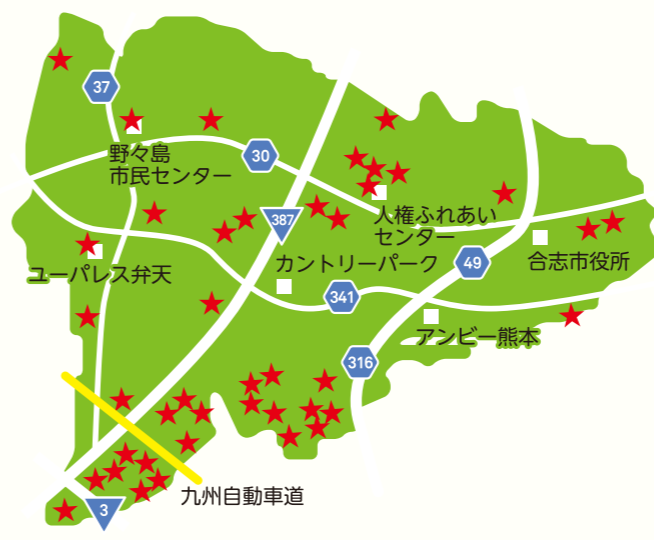 37
野々島
市民センター
30
387
人権ふれあい
センター
カントリーパーク
49
合志市役所
ユーパレス弁天
341
アンビー熊本
316
九州自動車道
3